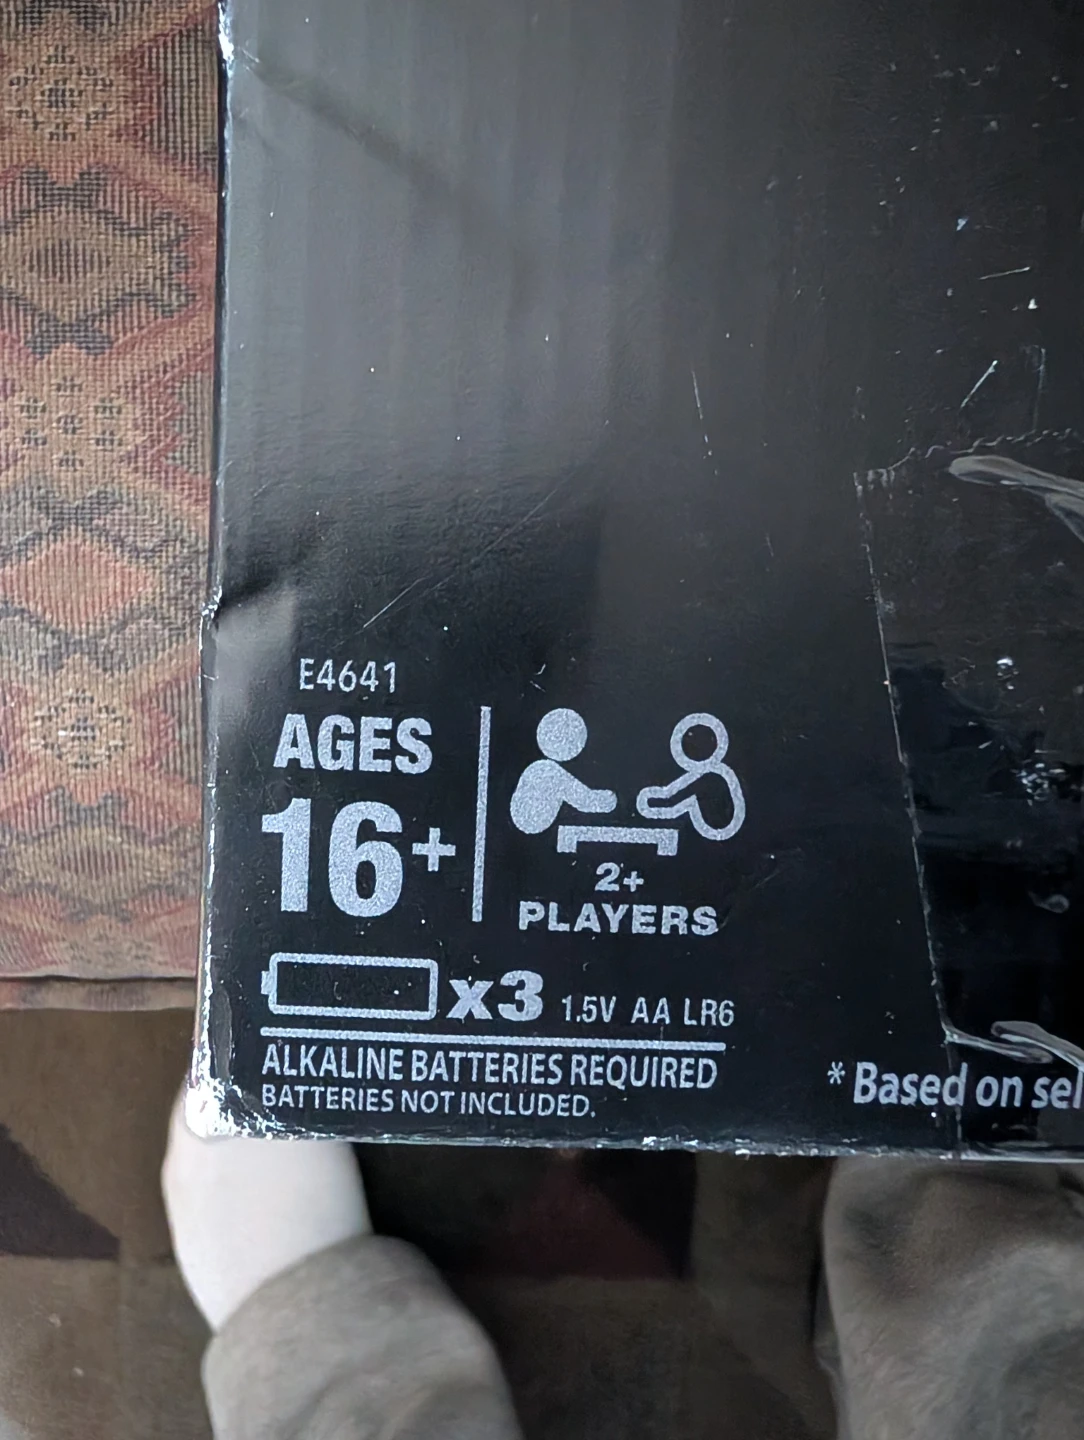 E4641
AGES
16+
2+
PLAYERS
x3 1.5V AA LR6
ALKALINE BATTERIES REQUIRED
BATTERIES NOT INCLUDED.
* Based on sel